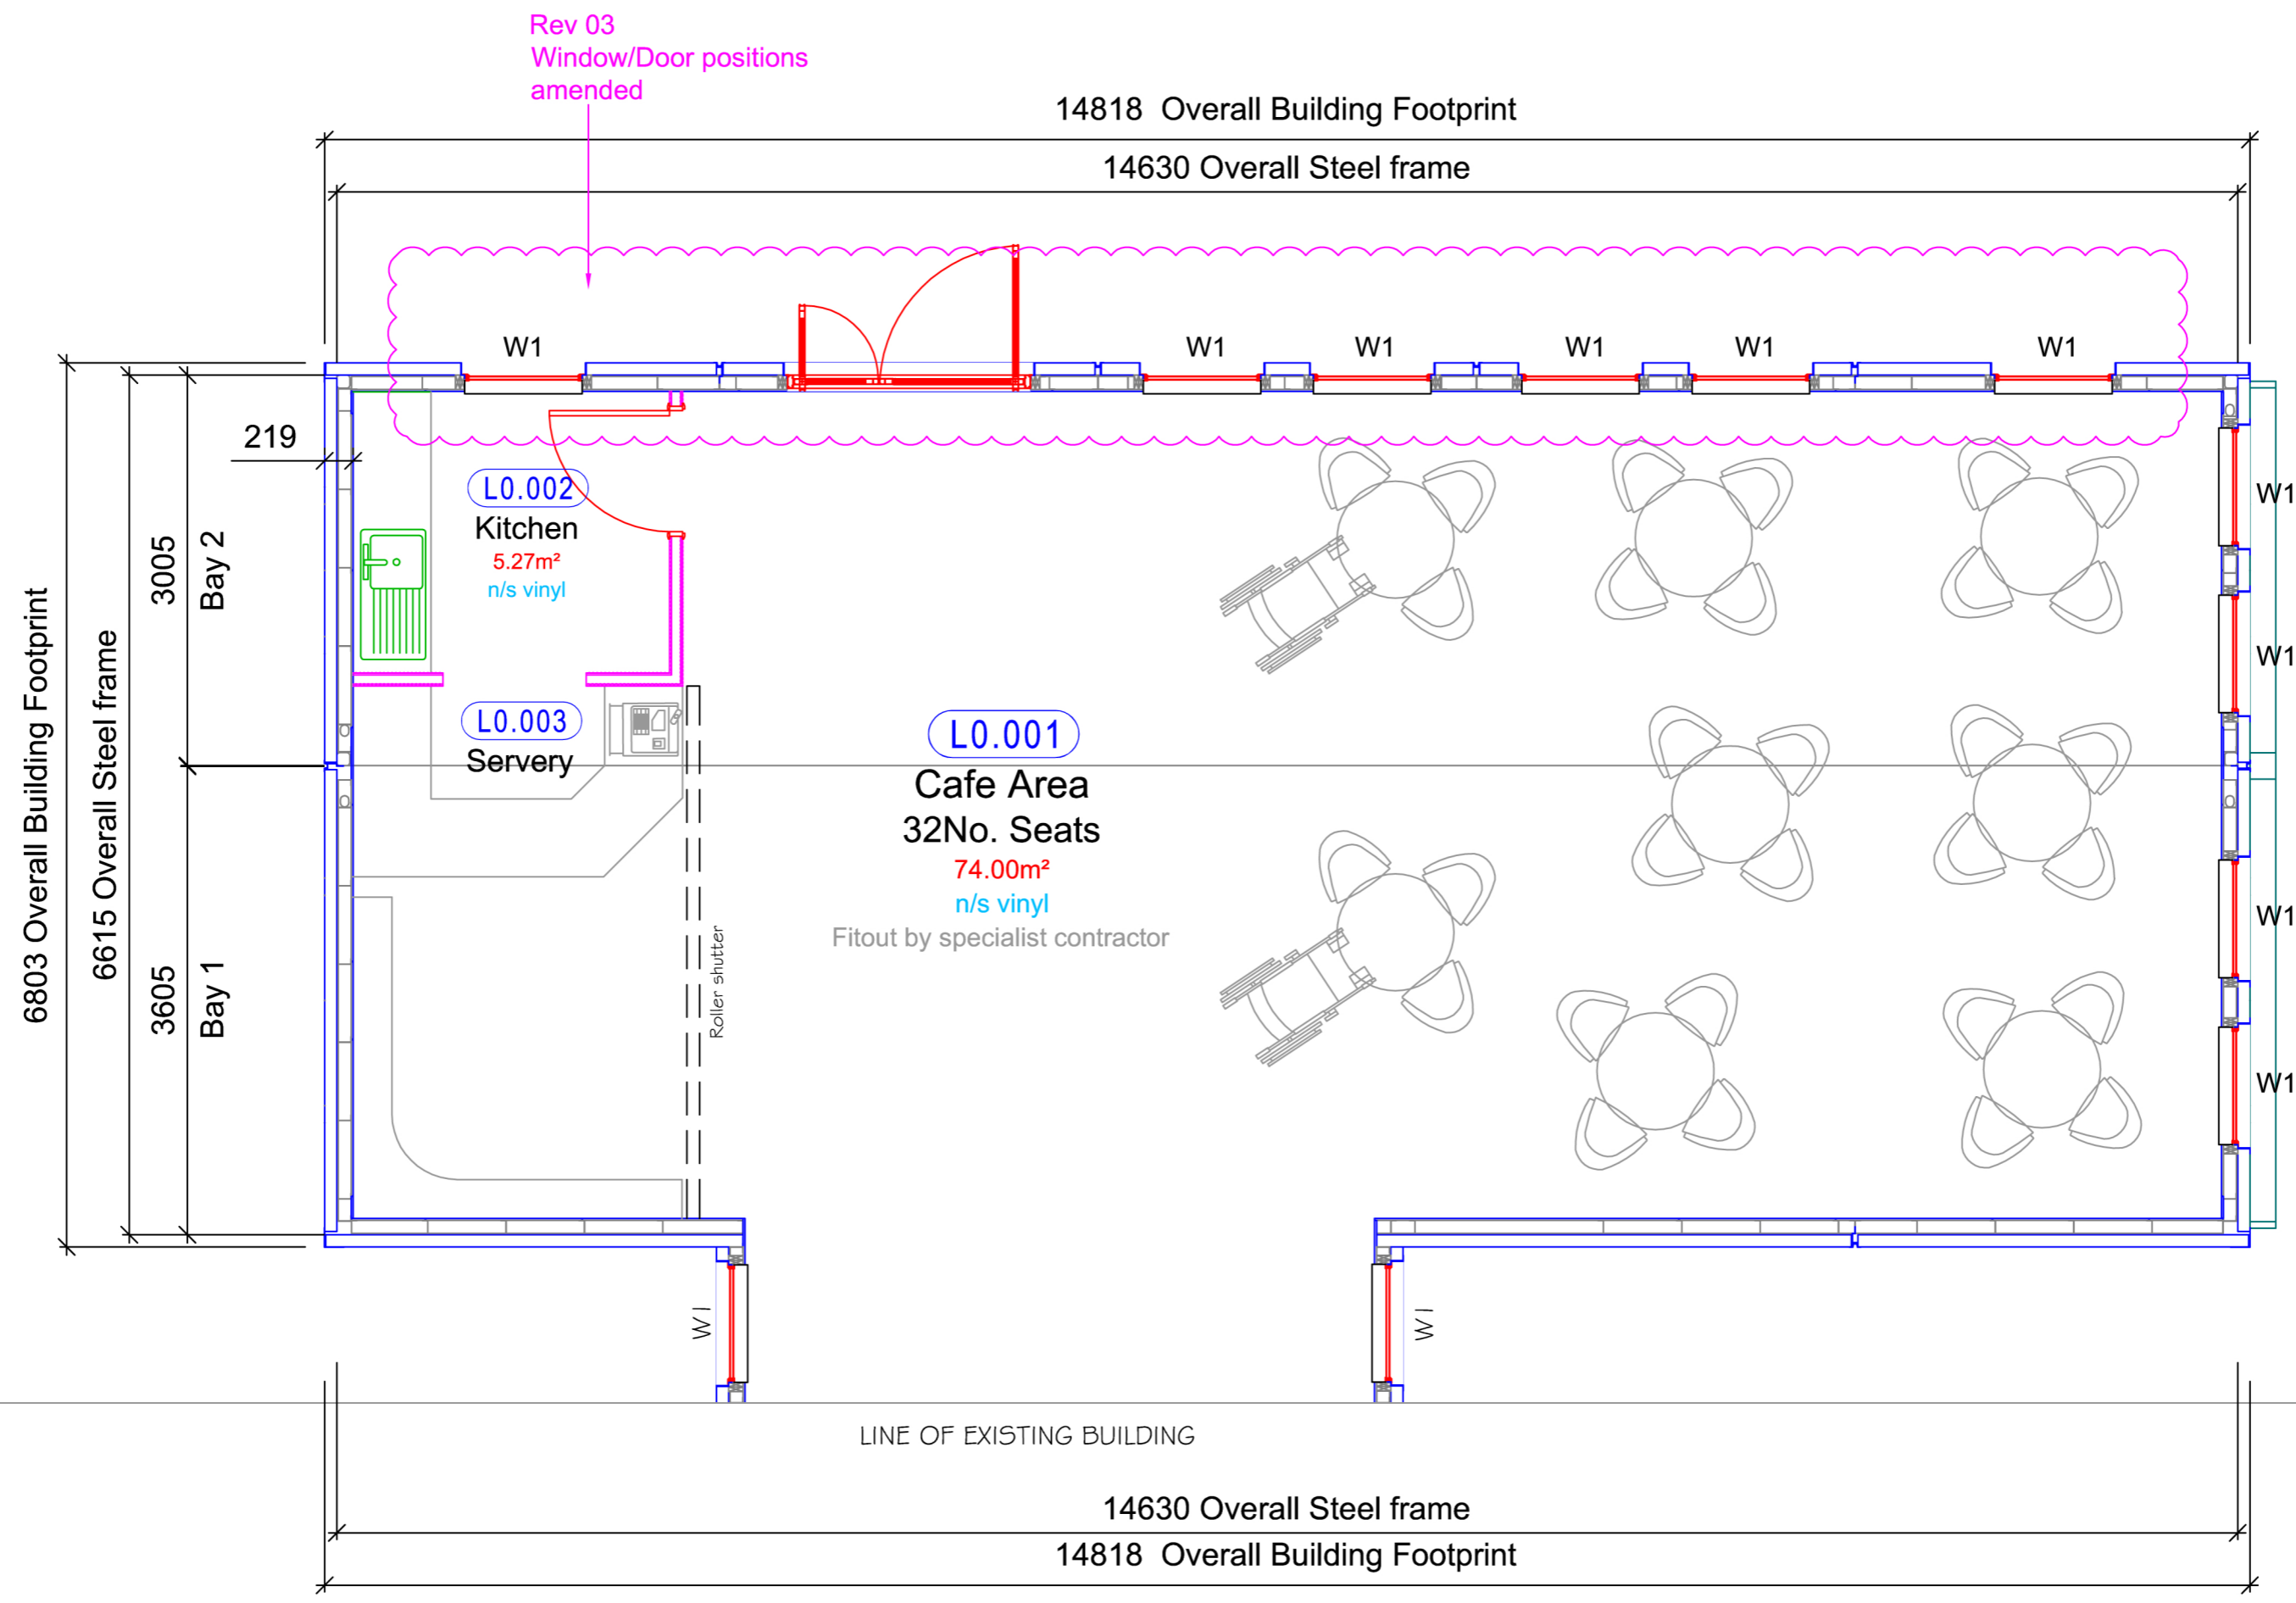 Rev 03
Window/Door positions
amended
14818 Overall Building Footprint
14630 Overall Steel frame
W1
W1
W1
W1
W1
W1
219
L0.002
Kitchen
5.27m²
n/s vinyl
W1
W1
W1
W1
6803 Overall Building Footprint
6615 Overall Steel frame
3005
Bay 2
3605
Bay 1
L0.003
Servery
L0.001
Cafe Area
32No. Seats
74.00m²
n/s vinyl
Fitout by specialist contractor
Roller shutter
W1
W1
LINE OF EXISTING BUILDING
14630 Overall Steel frame
14818 Overall Building Footprint